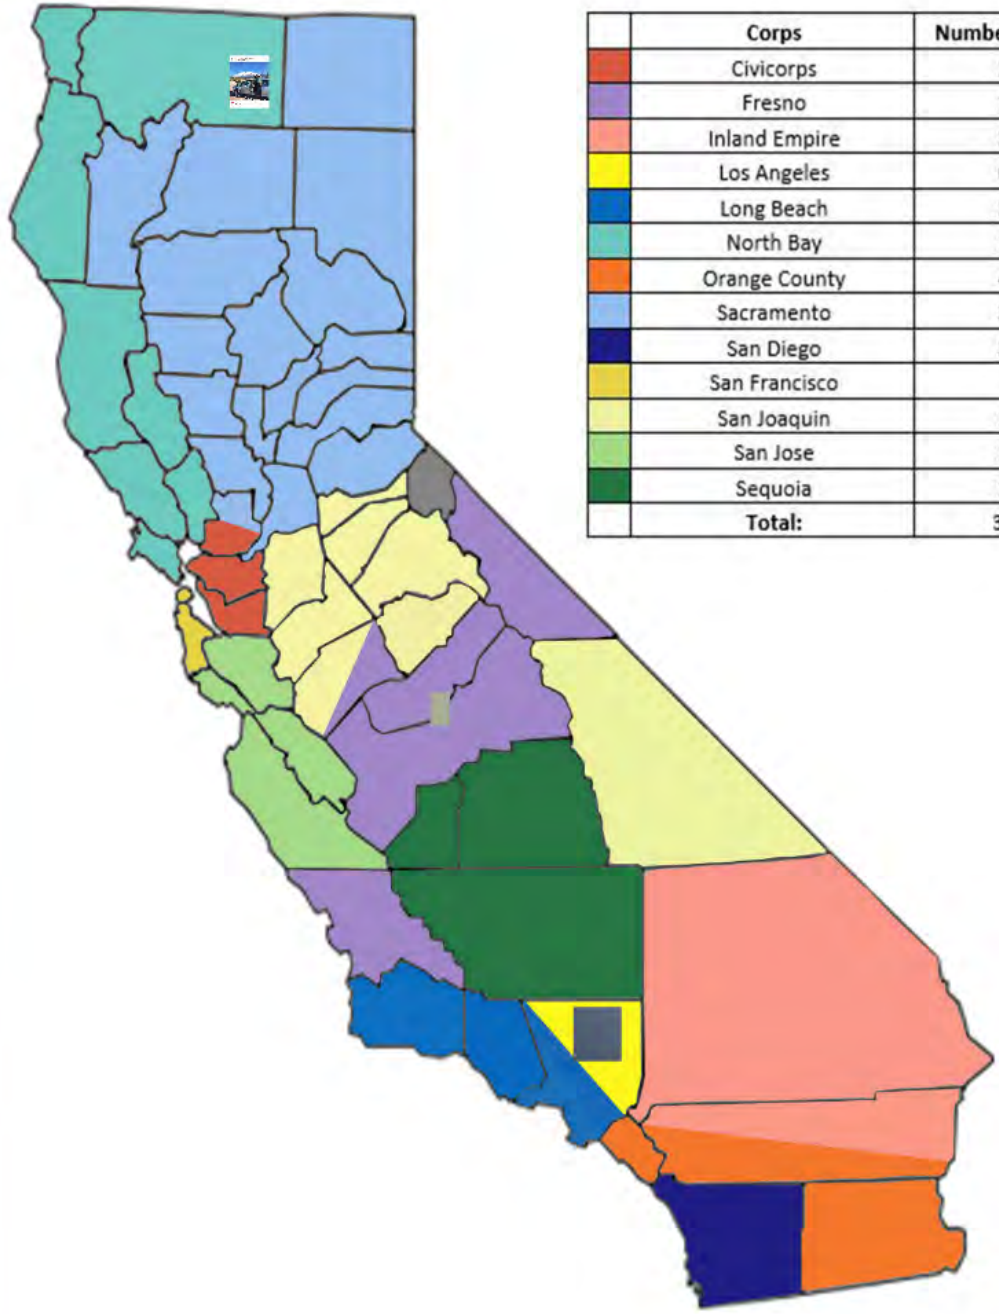 Corps Numbe
Civicorps
Fresno
Inland Empire
Los Angeles
Long Beach
North Bay
Orange County
Sacramento
San Diego
San Francisco
San Joaquin
San Jose
Sequoia
Total: 3